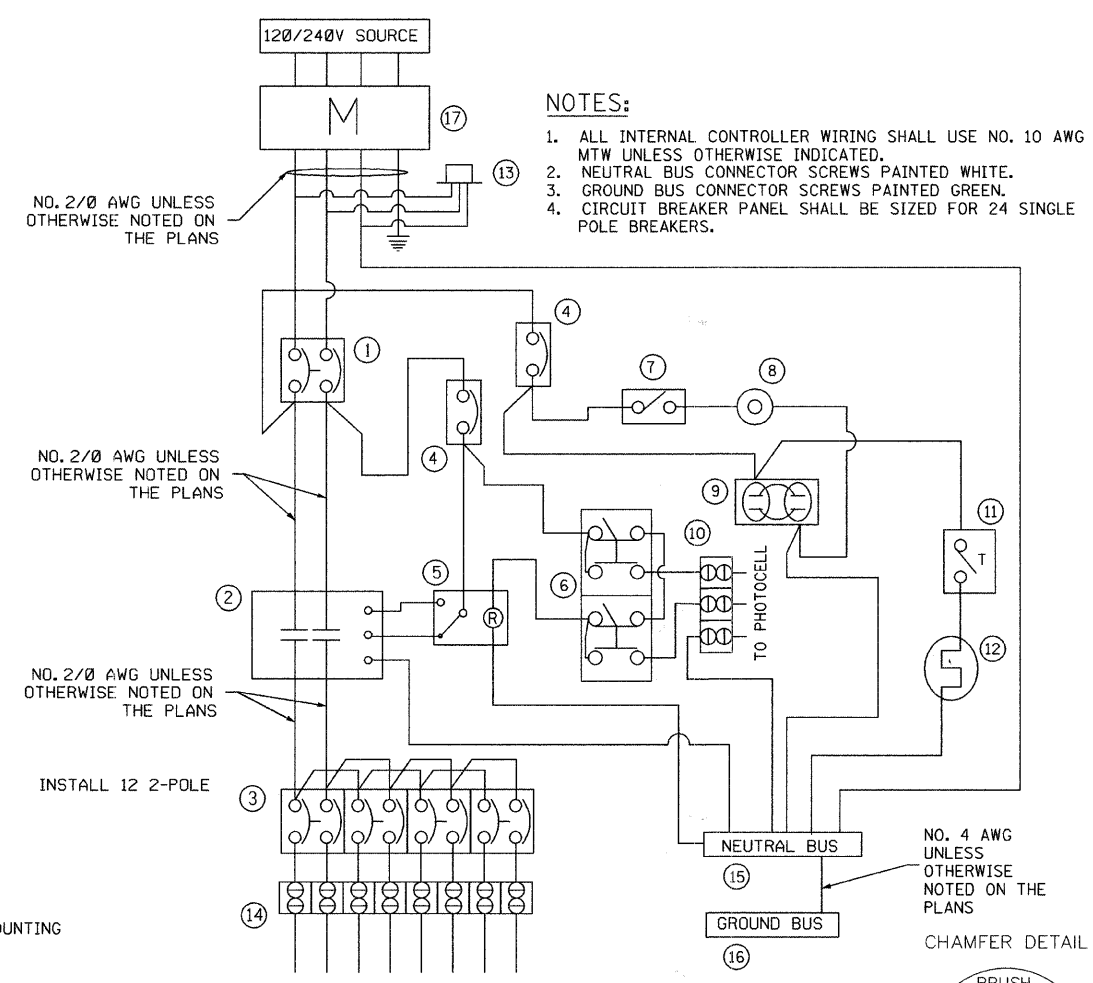 120/240V SOURCE
M
17
13
NOTES:
1. ALL INTERNAL CONTROLLER WIRING SHALL USE NO. 10 AWG
MTW UNLESS OTHERWISE INDICATED.
2. NEUTRAL BUS CONNECTOR SCREWS PAINTED WHITE.
3. GROUND BUS CONNECTOR SCREWS PAINTED GREEN.
4. CIRCUIT BREAKER PANEL SHALL BE SIZED FOR 24 SINGLE
POLE BREAKERS.
NO. 2/0 AWG UNLESS
OTHERWISE NOTED ON
THE PLANS
1
4
7
8
4
NO. 2/0 AWG UNLESS
OTHERWISE NOTED ON
THE PLANS
9
10
11
T
2
5
R
6
TO PHOTOCELL
12
NO. 2/0 AWG UNLESS
OTHERWISE NOTED ON
THE PLANS
INSTALL 12 2-POLE
3
14
NEUTRAL BUS
15
GROUND BUS
16
NO. 4 AWG
UNLESS
OTHERWISE
NOTED ON THE
PLANS
OUNTING
CHAMFER DETAIL
BRUSH